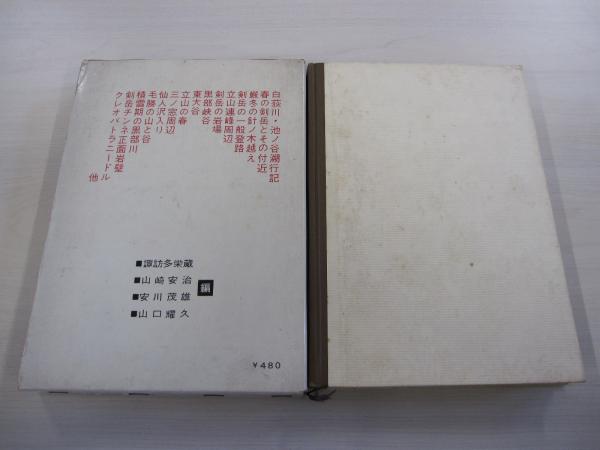 白萩川・池ノ谷溯行記
春の剣岳とその付近
厳冬の針ノ木越え
剣岳の一般登路
立山連峰周辺
剣岳の岩場
黒部峡谷
東大谷
立山の春
三ノ窓周辺
仙人沢入り
毛勝の山と谷
積雪期の黒部川
剣岳チンネ正面岩壁
クレオパトラニードル
他
■諏訪多栄蔵
■山崎安治
■安川茂雄
■山口耀久
編
￥480